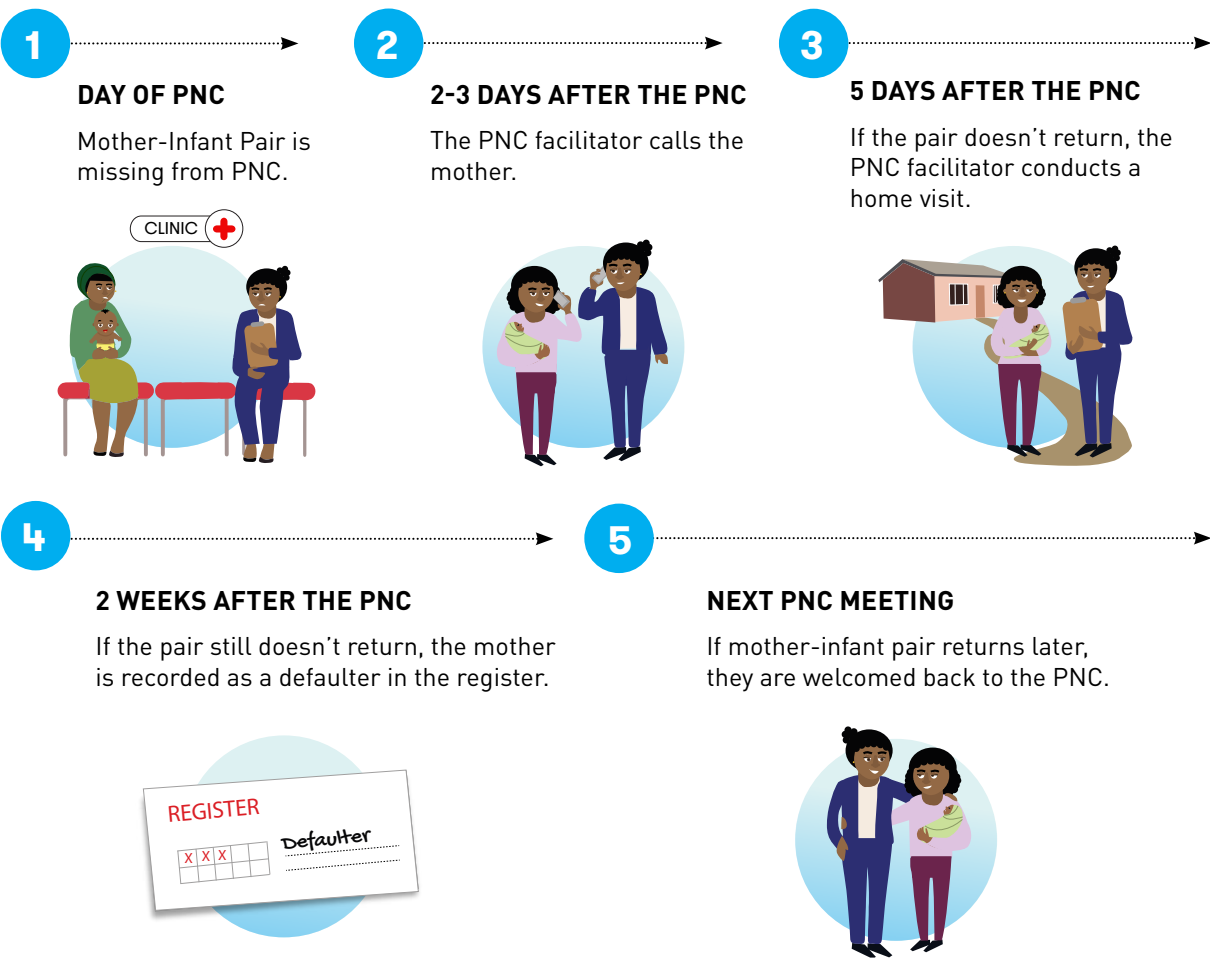 1
DAY OF PNC
Mother-Infant Pair is
missing from PNC.
CLINIC
2
2-3 DAYS AFTER THE PNC
The PNC facilitator calls the
mother.
3
5 DAYS AFTER THE PNC
If the pair doesn’t return, the
PNC facilitator conducts a
home visit.
4
2 WEEKS AFTER THE PNC
If the pair still doesn’t return, the mother
is recorded as a defaulter in the register.
REGISTER
X X X
Defaulter
5
NEXT PNC MEETING
If mother-infant pair returns later,
they are welcomed back to the PNC.